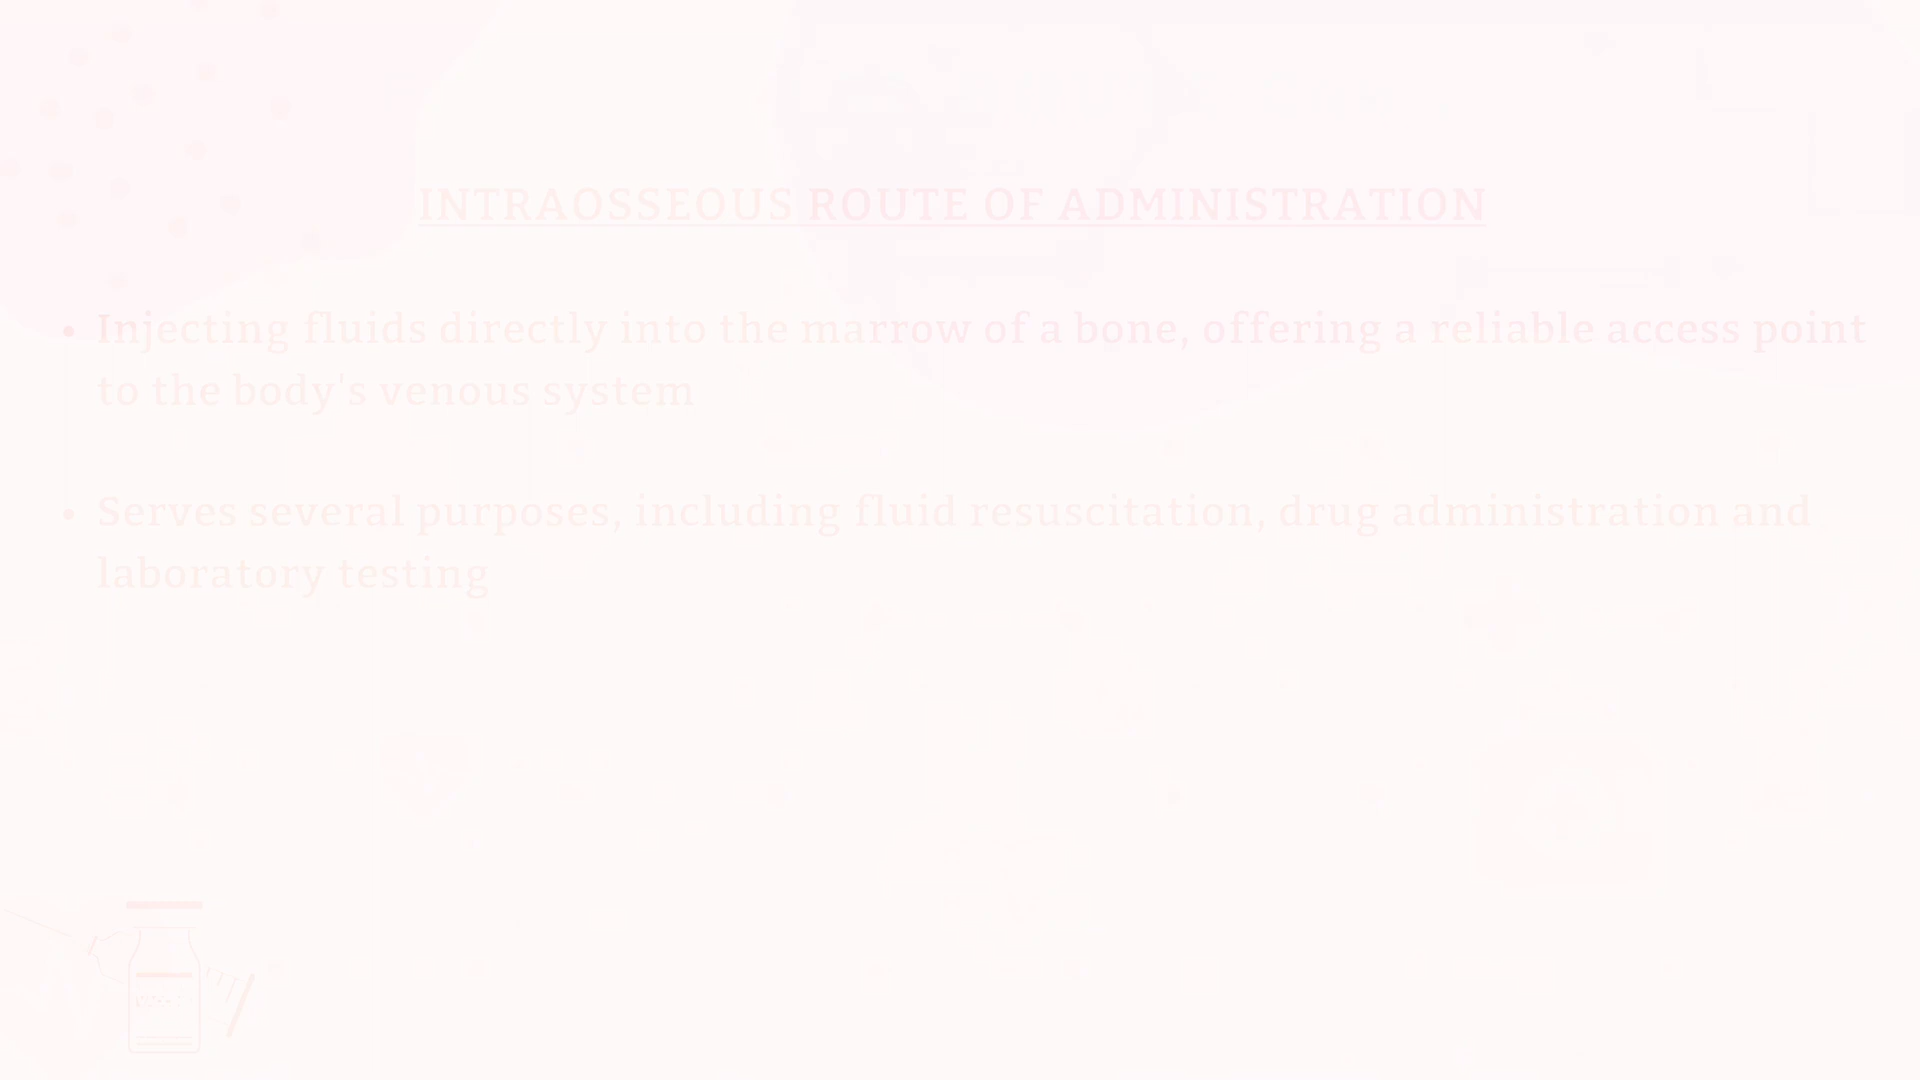 INTRAOSSEOUS ROUTE OF ADMINISTRATION
• Injecting fluids directly into the marrow of a bone, offering a reliable access point
to the body's venous system
• Serves several purposes, including fluid resuscitation, drug administration and
laboratory testing